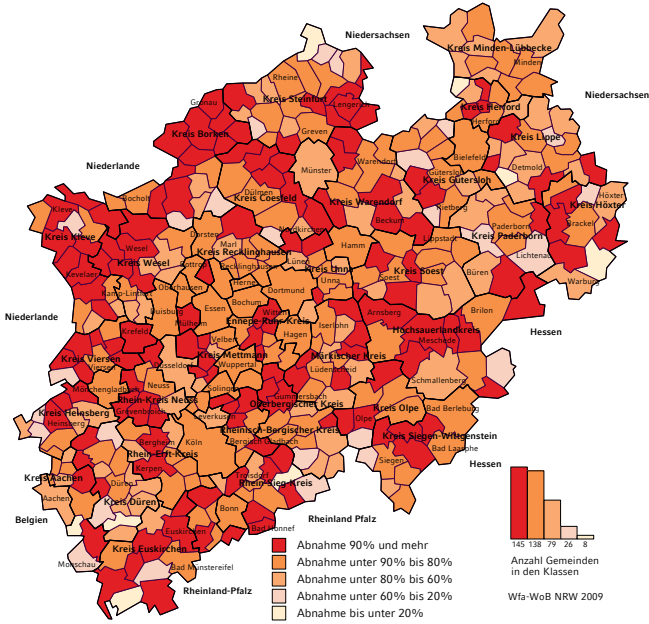 Niedersachsen
Kreis Minden-Lübbecke
Minden
Rheine
Niedersachsen
Gronau
Kreis Steinfurt
Lengerich
Kreis Herford
Herford
Kreis Borken
Greven
Kreis Lippe
Niederlande
Münster
Warendorf
Bielefeld
Detmold
Gütersloh
Kreis Gütersloh
Bocholt
Dülmen
Kreis Coesfeld
Kreis Warendorf
Rietberg
Höxter
Kreis Höxter
Kleve
Beckum
Brackel
Paderborn
Kreis Kleve
Dorsten
Nordkirchen
Lippstadt
Kreis Paderborn
Wesel
Marl
Kreis Recklinghausen
Hamm
Lichtenau
Kreis Wesel
Bottrop
Recklinghausen
Lünen
Kreis Unna
Kreis Soest
Büren
Kevelaer
Herne
Unna
Soest
Warburg
Kamp-Lintfort
Oberhausen
Dortmund
Niederlande
Duisburg
Essen
Bochum
Witten
Arnsberg
Brilon
Krefeld
Mülheim
Ennepe-Ruhr-Kreis
Iserlohn
Hochsauerlandkreis
Hessen
Velbert
Hagen
Meschede
Kreis Viersen
Viersen
Düsseldorf
Kreis Mettmann
Wuppertal
Märkischer Kreis
Lüdenscheid
Mönchengladbach
Neuss
Solingen
Schmallenberg
Rhein-Kreis Neuss
Gummersbach
Oberbergischer Kreis
Kreis Olpe
Bad Berleburg
Kreis Heinsberg
Grevenbroich
Leverkusen
Olpe
Heinsberg
Rheinisch-Bergischer Kreis
Kreis Siegen-Wittgenstein
Bergheim
Köln
Bergisch Gladbach
Bad Laasphe
Rhein-Erft-Kreis
Siegen
Hessen
Kerpen
Kreis Aachen
Troisdorf
Düren
Rhein-Sieg-Kreis
Aachen
Kreis Düren
Bonn
Belgien
Rheinland Pfalz
Euskirchen
Bad Honnef
Kreis Euskirchen
Monschau
Bad Münstereifel
Rheinland-Pfalz
Abnahme 90% und mehr
Abnahme unter 90% bis 80%
Abnahme unter 80% bis 60%
Abnahme unter 60% bis 20%
Abnahme bis unter 20%
145 138 79 26 8
Anzahl Gemeinden
in den Klassen
Wfa-WoB NRW 2009